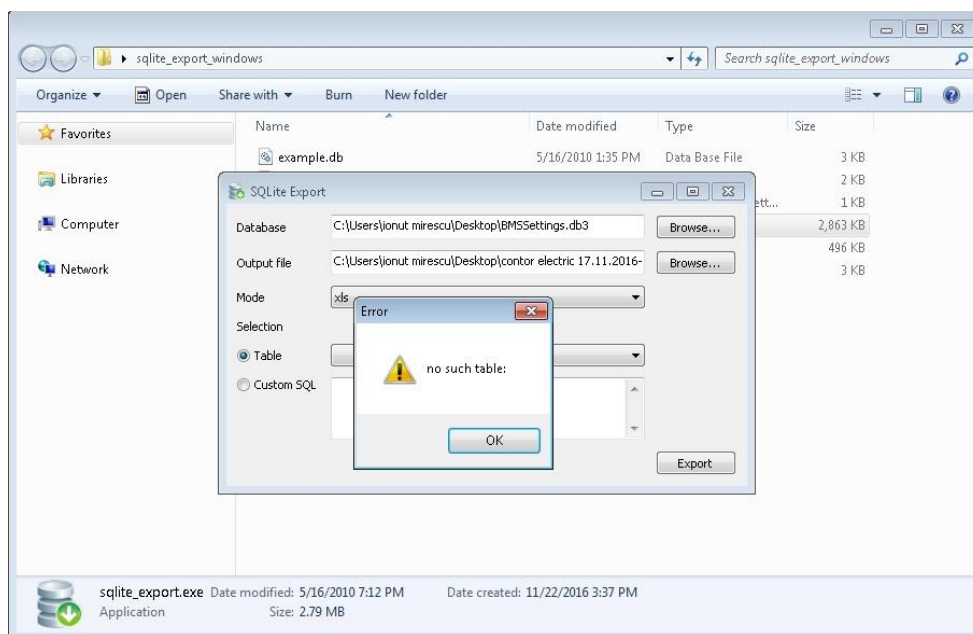 sqlite_export_windows
Search sqlite_export_windows
Organize Open Share with Burn New folder
Favorites
Libraries
Computer
Network
Name Date modified Type Size
example.db 5/16/2010 1:35 PM Data Base File 3 KB
2 KB
ett... 1 KB
2,863 KB
496 KB
3 KB
SQLite Export
Database C:\Users\ionut mirescu\Desktop\BMSSettings.db3 Browse...
Output file C:\Users\ionut mirescu\Desktop\contor electric 17.11.2016- Browse...
Mode xls
Selection
Table
Custom SQL
Error
no such table:
OK
Export
sqlite_export.exe Date modified: 5/16/2010 7:12 PM Date created: 11/22/2016 3:37 PM
Application Size: 2.79 MB